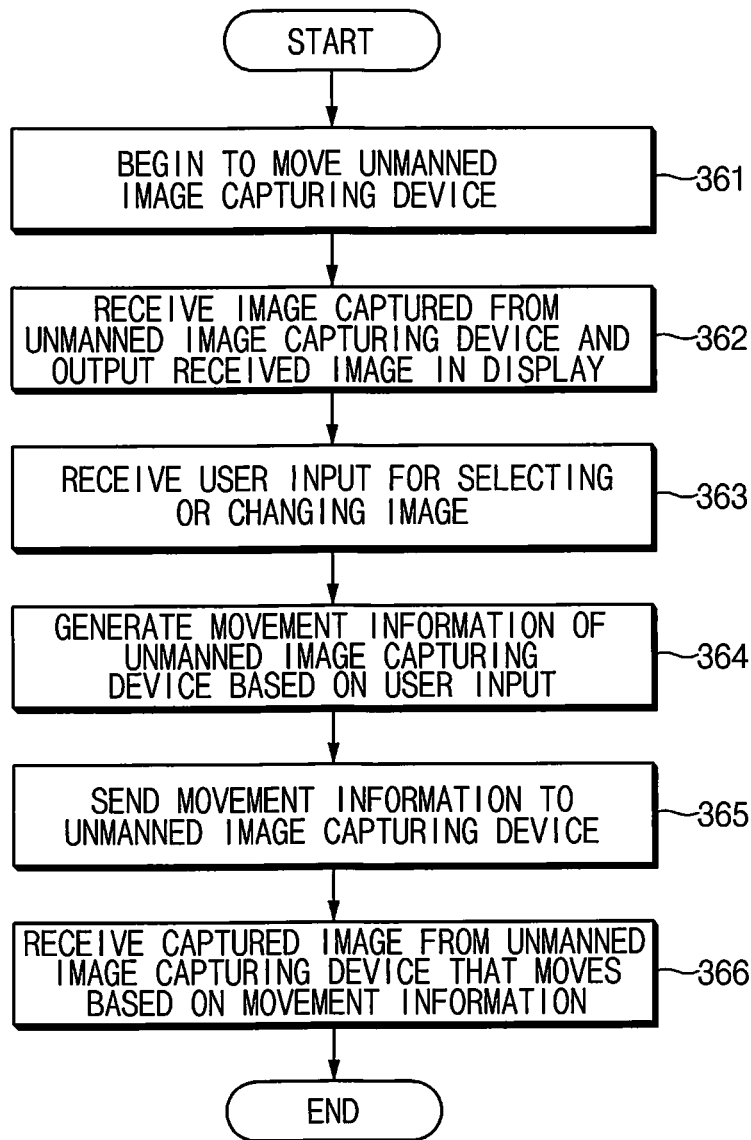 START
BEGIN TO MOVE UNMANNED
IMAGE CAPTURING DEVICE
361
RECEIVE IMAGE CAPTURED FROM
UNMANNED IMAGE CAPTURING DEVICE AND
OUTPUT RECEIVED IMAGE IN DISPLAY
362
RECEIVE USER INPUT FOR SELECTING
OR CHANGING IMAGE
363
GENERATE MOVEMENT INFORMATION OF
UNMANNED IMAGE CAPTURING
DEVICE BASED ON USER INPUT
364
SEND MOVEMENT INFORMATION TO
UNMANNED IMAGE CAPTURING DEVICE
365
RECEIVE CAPTURED IMAGE FROM UNMANNED
IMAGE CAPTURING DEVICE THAT MOVES
BASED ON MOVEMENT INFORMATION
366
END